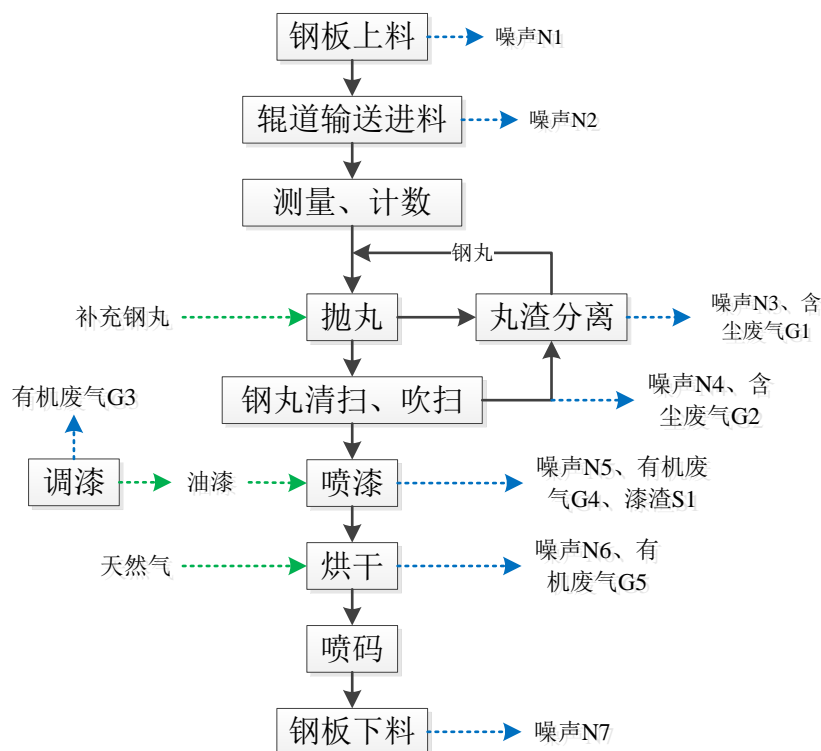 钢板上料
噪声N1
辊道输送进料
噪声N2
测量、计数
钢丸
补充钢丸
抛丸
丸渣分离
噪声N3、含
尘废气G1
钢丸清扫、吹扫
噪声N4、含
尘废气G2
有机废气G3
调漆
油漆
喷漆
噪声N5、有机废
气G4、漆渣S1
天然气
烘干
噪声N6、有
机废气G5
喷码
钢板下料
噪声N7